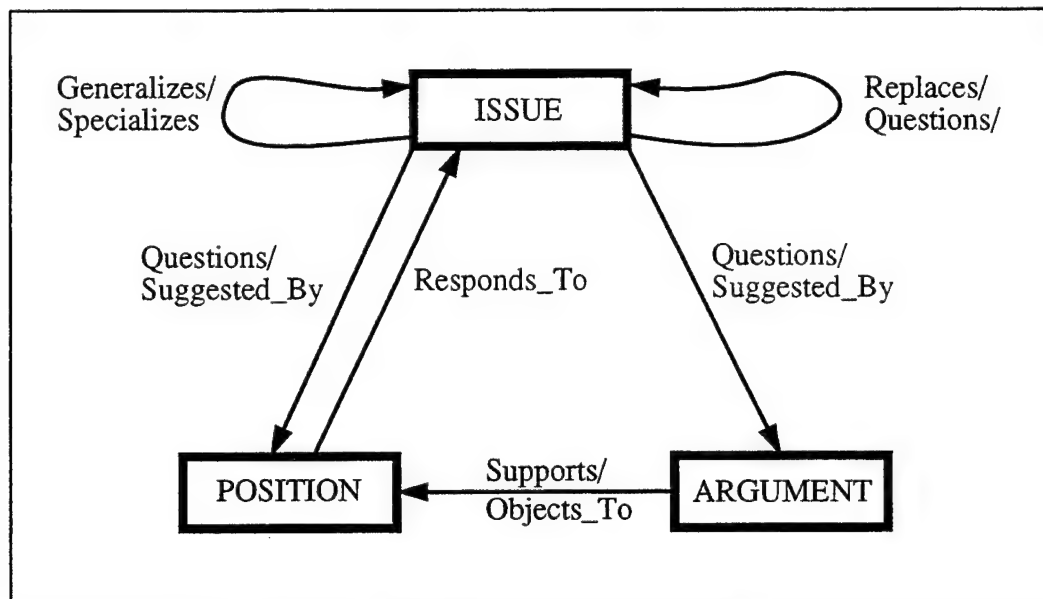 Generalizes/
Specializes
ISSUE
Replaces/
Questions/
Questions/
Suggested_By
Responds_To
Questions/
Suggested_By
POSITION
Supports/
Objects_To
ARGUMENT